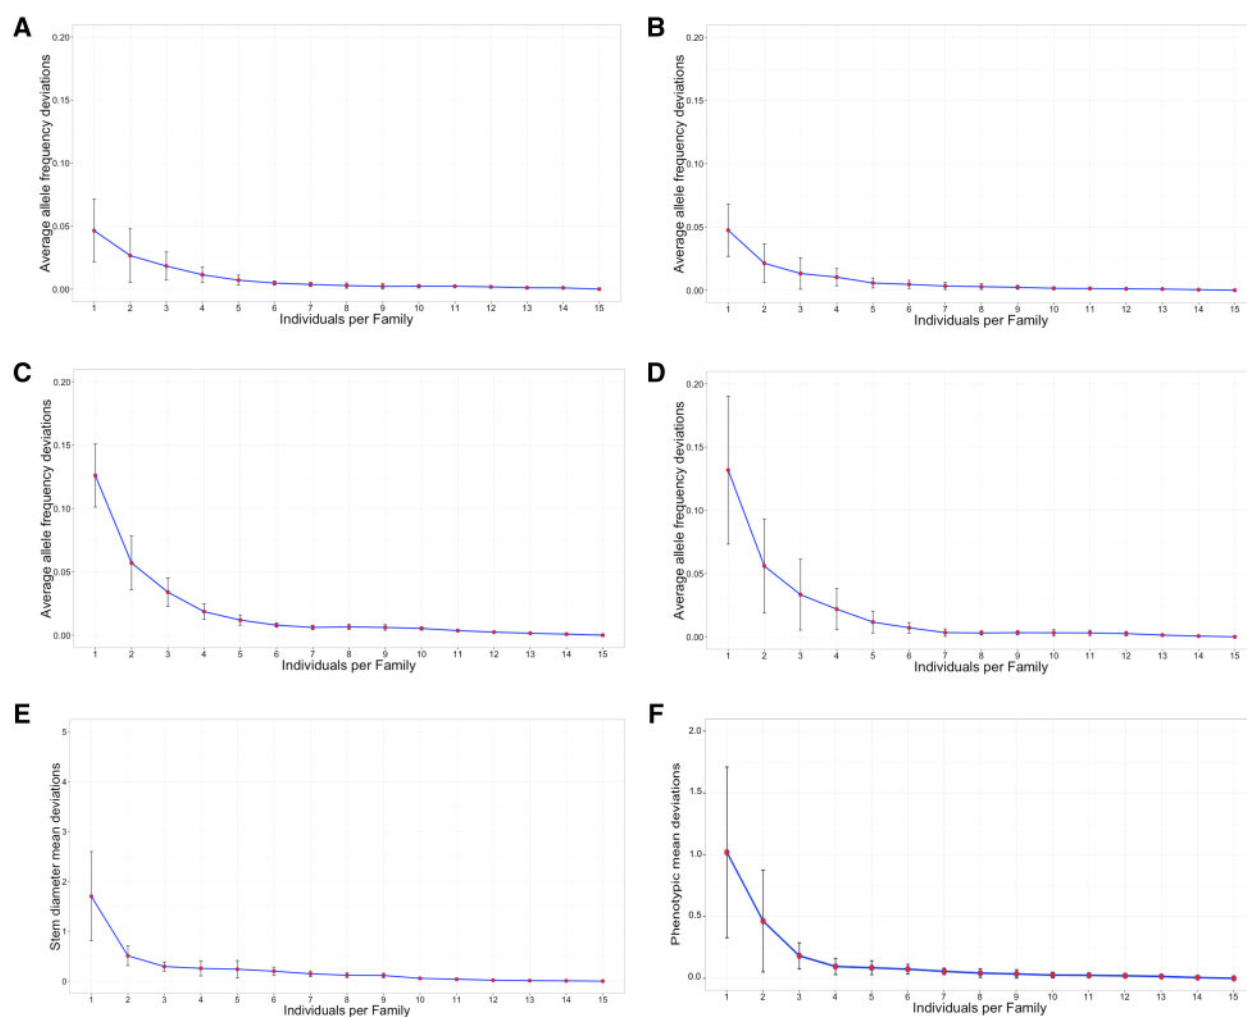 A
B
Average allele frequency deviations
0.20
0.15
0.10
0.05
0.00
1 2 3 4 5 6 7 8 9 10 11 12 13 14 15
Individuals per Family
Average allele frequency deviations
0.20
0.15
0.10
0.05
0.00
1 2 3 4 5 6 7 8 9 10 11 12 13 14 15
Individuals per Family
C
D
Average allele frequency deviations
0.20
0.15
0.10
0.05
0.00
1 2 3 4 5 6 7 8 9 10 11 12 13 14 15
Individuals per Family
Average allele frequency deviations
0.20
0.15
0.10
0.05
0.00
1 2 3 4 5 6 7 8 9 10 11 12 13 14 15
Individuals per Family
E
F
Stem diameter mean deviations
5
4
3
2
1
0
1 2 3 4 5 6 7 8 9 10 11 12 13 14 15
Individuals per Family
Phenotypic mean deviations
2.0
1.5
1.0
0.5
0.0
1 2 3 4 5 6 7 8 9 10 11 12 13 14 15
Individuals per Family